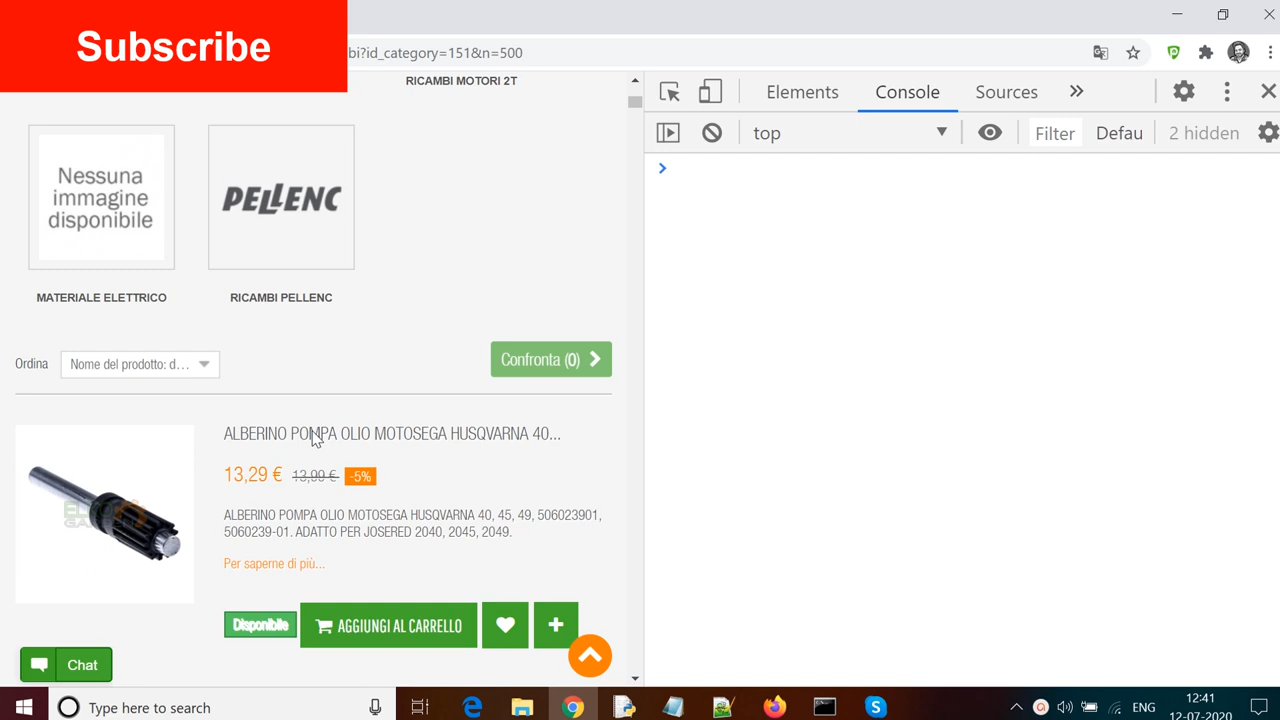 Subscribe
bi?id_category=151&n=500
RICAMBI MOTORI 2T
Elements
Console
Sources
top
Filter
Defau
2 hidden
Nessuna
immagine
disponibile
PELLENC
MATERIALE ELETTRICO
RICAMBI PELLENC
Ordina
Nome del prodotto: d...
Confronta (0)
ALBERINO POMPA OLIO MOTOSEGA HUSQVARNA 40...
13,29 € 13,99 € -5%
ALBERINO POMPA OLIO MOTOSEGA HUSQVARNA 40, 45, 49, 506023901,
5060239-01. ADATTO PER JOSERED 2040, 2045, 2049.
Per saperne di più...
Disponibile
AGGIUNGI AL CARRELLO
Chat
Type here to search
ENG
12:41
12-07-2020